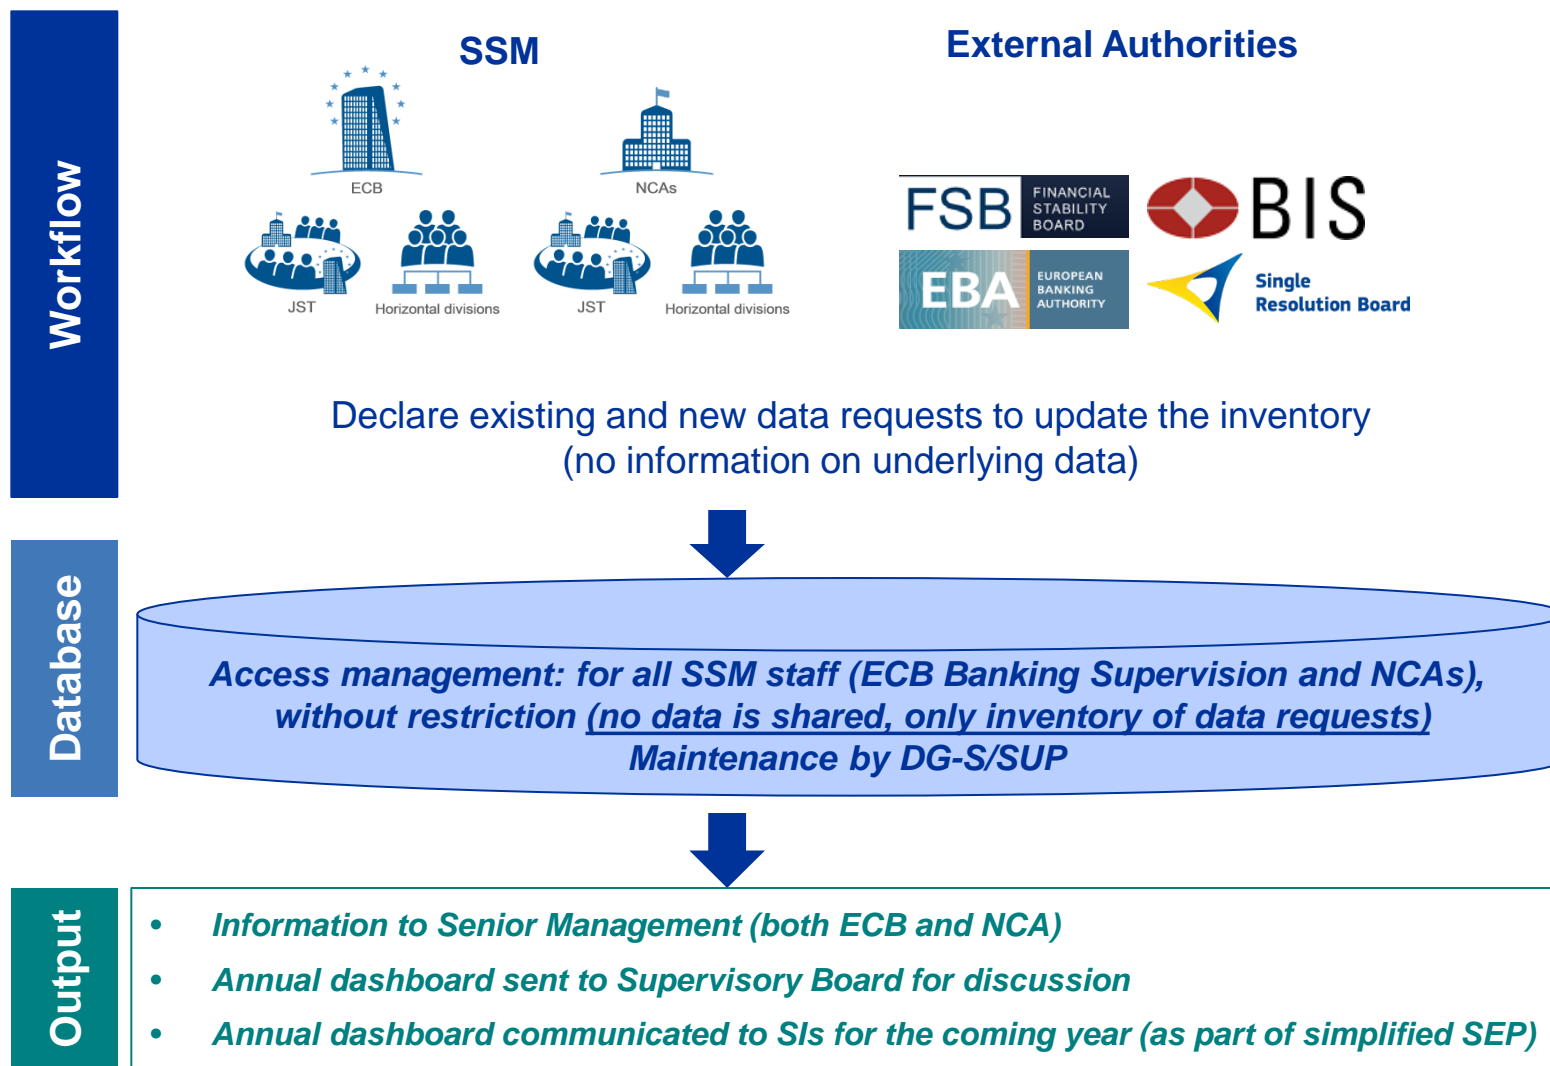 Workflow
SSM
External Authorities
ECB
NCAs
JST
Horizontal divisions
JST
Horizontal divisions
FSB
FINANCIAL
STABILITY
BOARD
BIS
EBA
EUROPEAN
BANKING
AUTHORITY
Single
Resolution Board
Declare existing and new data requests to update the inventory
(no information on underlying data)
Database
Access management: for all SSM staff (ECB Banking Supervision and NCAs),
without restriction (no data is shared, only inventory of data requests)
Maintenance by DG-S/SUP
Output
• Information to Senior Management (both ECB and NCA)
• Annual dashboard sent to Supervisory Board for discussion
• Annual dashboard communicated to SIs for the coming year (as part of simplified SEP)